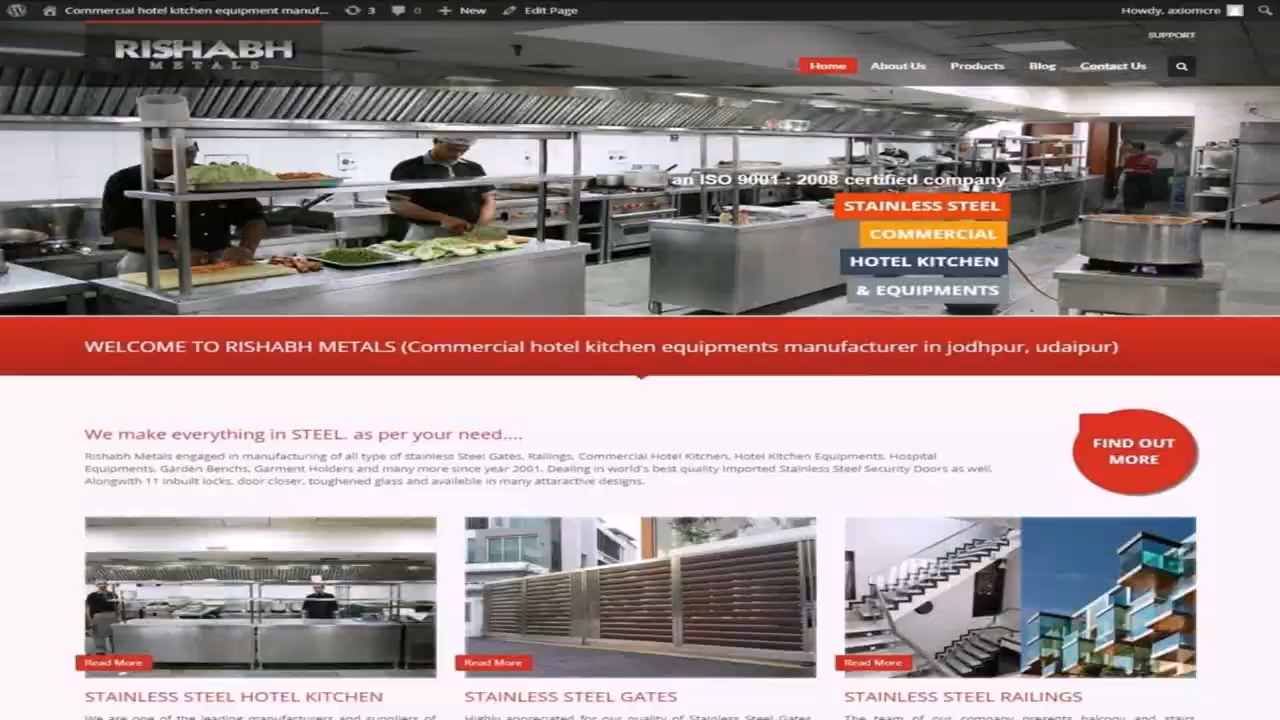 Commercial hotel kitchen equipment manuf... 3 0 New Edit Page Howdy, axiomcre
SUPPORT
RISHABH
METALS
Home About Us Products Blog Contact Us
an ISO 9001 : 2008 certified company
STAINLESS STEEL
COMMERCIAL
HOTEL KITCHEN
& EQUIPMENTS
WELCOME TO RISHABH METALS (Commercial hotel kitchen equipments manufacturer in jodhpur, udaipur)
We make everything in STEEL. as per your need....
Rishabh Metals engaged in manufacturing of all type of stainless Steel Gates, Railings, Commercial Hotel Kitchen, Hotel Kitchen Equipments, Hospital
Equipments, Garden Benchs, Garment Holders and many more since year 2001. Dealing in world's best quality Imported Stainless Steel Security Doors as well.
Alongwith 11 inbuilt locks, door closer, toughened glass and available in many attaractive designs.
FIND OUT
MORE
Read More
Read More
Read More
STAINLESS STEEL HOTEL KITCHEN
STAINLESS STEEL GATES
STAINLESS STEEL RAILINGS
We are one of the leading manufacturers and suppliers of
Highly appreciated for our quality of Stainless Steel Gates,
The team of our company presents balcony and stairs